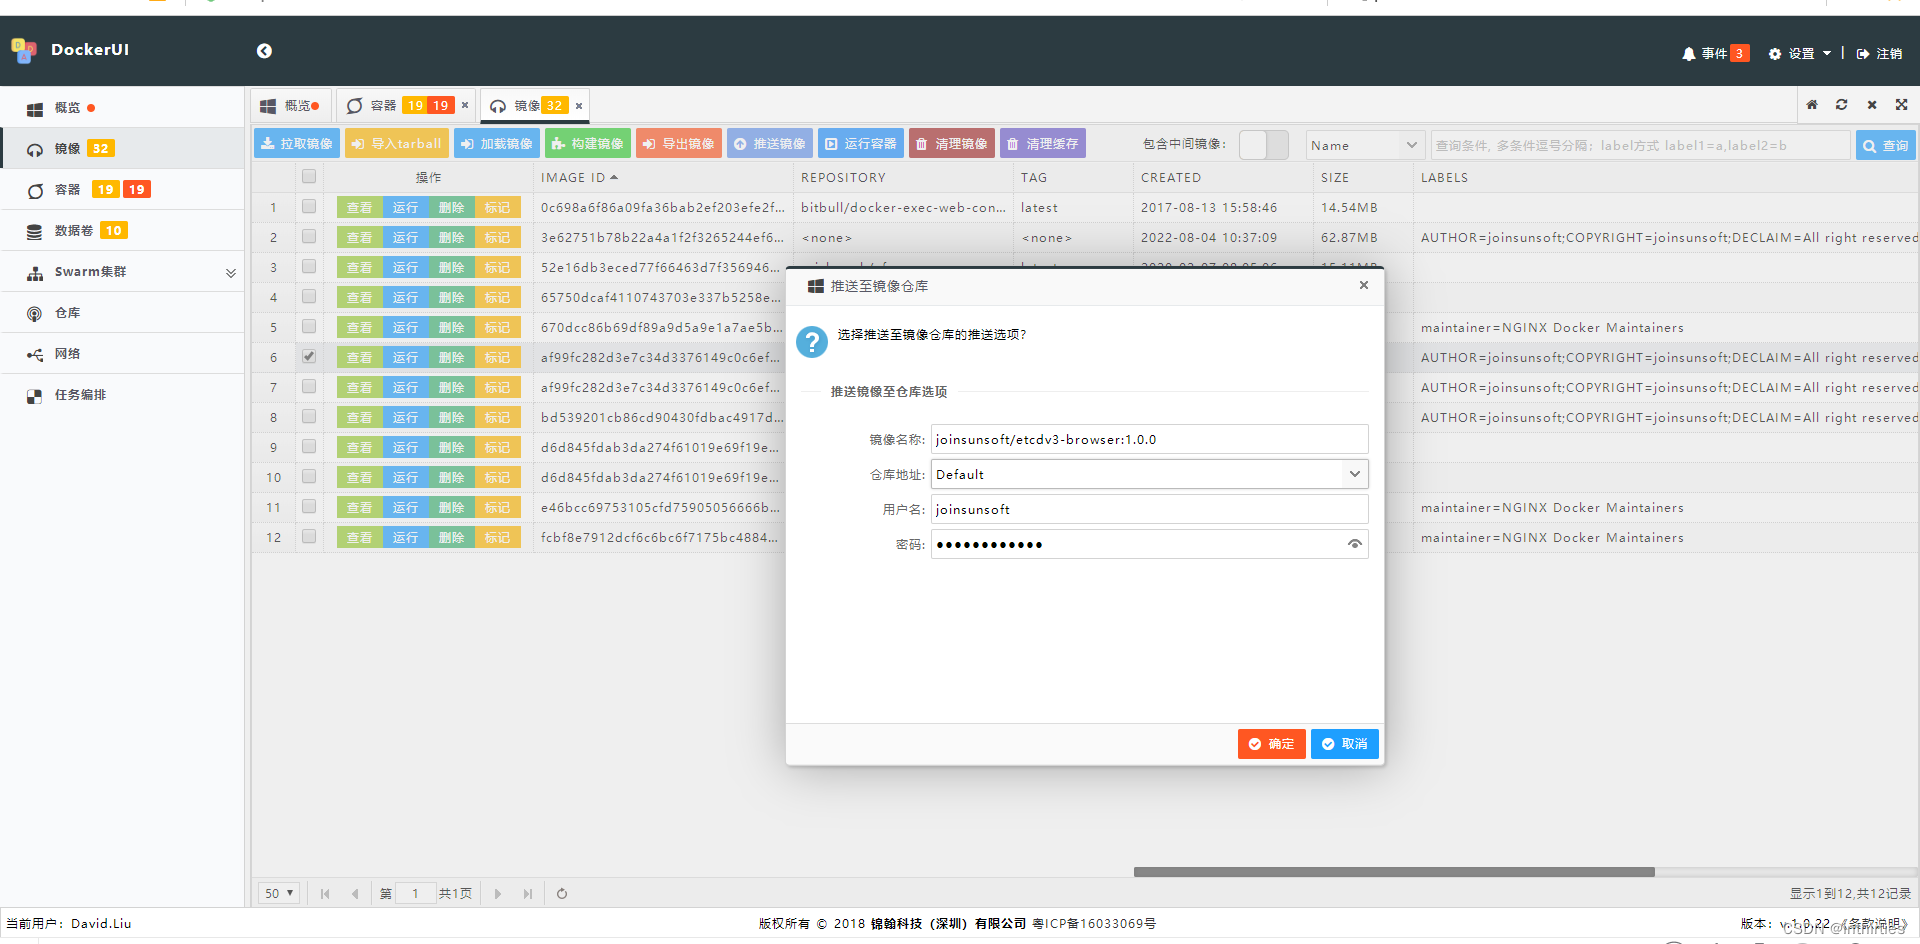 DockerUI
事件 3 设置 | 注销
概览
镜像 32
容器 19 19
数据卷 10
Swarm集群
仓库
网络
任务编排
概览 容器 19 19 × 镜像 32 ×
拉取镜像 导入tarball 加载镜像 构建镜像 导出镜像 推送镜像 运行容器 清理镜像 清理缓存 包含中间镜像: Name 查询条件, 多条件逗号分隔; label方式 label1=a,label2=b 查询
操作 IMAGE ID REPOSITORY TAG CREATED SIZE LABELS
1 查看 运行 删除 标记 0c698a6f86a09fa36bab2ef203efe2f... bitbull/docker-exec-web-con... latest 2017-08-13 15:58:46 14.54MB
2 查看 运行 删除 标记 3e62751b78b22a4a1f2f3265244ef6... <none> <none> 2022-08-04 10:37:09 62.87MB AUTHOR=joinsunsoft;COPYRIGHT=joinsunsoft;DECLAIM=All right reserved
3 查看 运行 删除 标记 52e16db3eced77f66463d7f356946...
4 查看 运行 删除 标记 65750dcaf4110743703e337b5258e...
5 查看 运行 删除 标记 670dcc86b69df89a9d5a9e1a7ae5b... maintainer=NGINX Docker Maintainers
6 查看 运行 删除 标记 af99fc282d3e7c34d3376149c0c6ef... AUTHOR=joinsunsoft;COPYRIGHT=joinsunsoft;DECLAIM=All right reserved
7 查看 运行 删除 标记 af99fc282d3e7c34d3376149c0c6ef... AUTHOR=joinsunsoft;COPYRIGHT=joinsunsoft;DECLAIM=All right reserved
8 查看 运行 删除 标记 bd539201cb86cd90430fdbac4917d... AUTHOR=joinsunsoft;COPYRIGHT=joinsunsoft;DECLAIM=All right reserved
9 查看 运行 删除 标记 d6d845fdab3da274f61019e69f19e...
10 查看 运行 删除 标记 d6d845fdab3da274f61019e69f19e...
11 查看 运行 删除 标记 e46bcc69753105cfd75905056666b... maintainer=NGINX Docker Maintainers
12 查看 运行 删除 标记 fcbf8e7912dcf6c6bc6f7175bc4884... maintainer=NGINX Docker Maintainers
推送至镜像仓库 ×
选择推送至镜像仓库的推送选项?
推送镜像至仓库选项
镜像名称: joinsunsoft/etcdv3-browser:1.0.0
仓库地址: Default
用户名: joinsunsoft
密码: ●●●●●●●●●●●●
确定 取消
50 第 1 共1页 显示1到12,共12记录
当前用户: David.Liu 版权所有 © 2018 锦翰科技 (深圳) 有限公司 粤ICP备16033069号 版本: v.1.8.22 《条款说明》
CSDN @inthirties